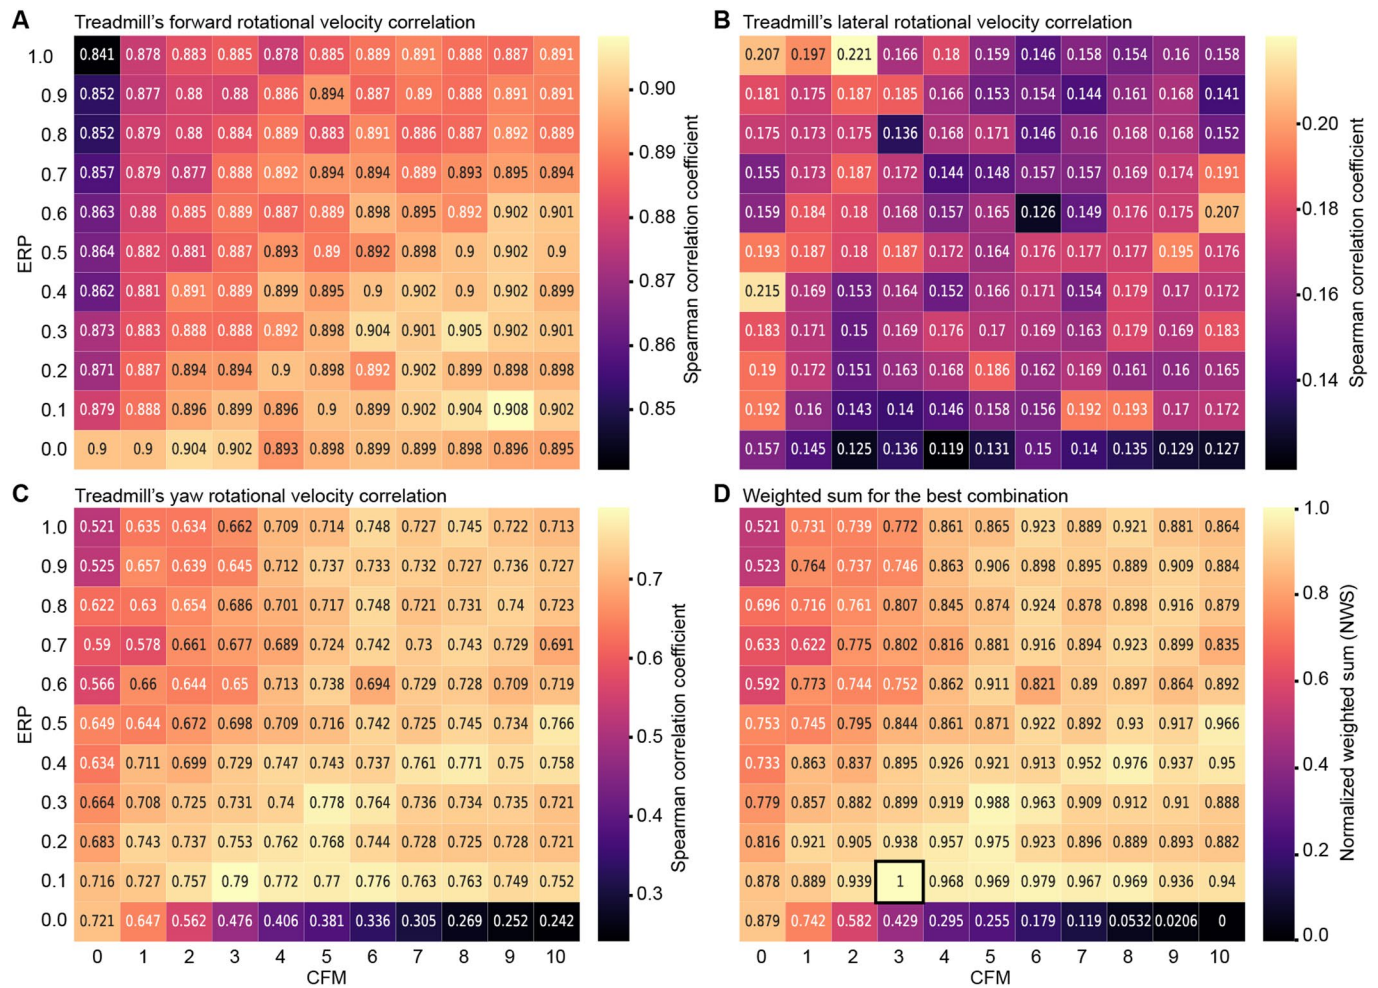 A Treadmill's forward rotational velocity correlation
1.0 0.841 0.878 0.883 0.885 0.878 0.885 0.889 0.891 0.888 0.887 0.891
0.9 0.852 0.877 0.88 0.88 0.886 0.894 0.887 0.89 0.888 0.891 0.891
0.8 0.852 0.879 0.88 0.884 0.889 0.883 0.891 0.886 0.887 0.892 0.889
0.7 0.857 0.879 0.877 0.888 0.892 0.894 0.894 0.889 0.893 0.895 0.894
0.6 0.863 0.88 0.885 0.889 0.887 0.889 0.898 0.895 0.892 0.902 0.901
0.5 0.864 0.882 0.881 0.887 0.893 0.89 0.892 0.898 0.9 0.902 0.9
0.4 0.862 0.881 0.891 0.889 0.899 0.895 0.9 0.902 0.9 0.902 0.899
0.3 0.873 0.883 0.888 0.888 0.892 0.898 0.904 0.901 0.905 0.902 0.901
0.2 0.871 0.887 0.894 0.894 0.9 0.898 0.892 0.902 0.899 0.898 0.898
0.1 0.879 0.888 0.896 0.899 0.896 0.9 0.899 0.902 0.904 0.908 0.902
0.0 0.9 0.9 0.904 0.902 0.893 0.898 0.899 0.899 0.898 0.896 0.895
ERP
0.90
0.89
0.88
0.87
0.86
0.85
Spearman correlation coefficient
B Treadmill's lateral rotational velocity correlation
0.207 0.197 0.221 0.166 0.18 0.159 0.146 0.158 0.154 0.16 0.158
0.181 0.175 0.187 0.185 0.166 0.153 0.154 0.144 0.161 0.168 0.141
0.175 0.173 0.175 0.136 0.168 0.171 0.146 0.16 0.168 0.168 0.152
0.155 0.173 0.187 0.172 0.144 0.148 0.157 0.157 0.169 0.174 0.191
0.159 0.184 0.18 0.168 0.157 0.165 0.126 0.149 0.176 0.175 0.207
0.193 0.187 0.18 0.187 0.172 0.164 0.176 0.177 0.177 0.195 0.176
0.215 0.169 0.153 0.164 0.152 0.166 0.171 0.154 0.179 0.17 0.172
0.183 0.171 0.15 0.169 0.176 0.17 0.169 0.163 0.179 0.169 0.183
0.19 0.172 0.151 0.163 0.168 0.186 0.162 0.169 0.161 0.16 0.165
0.192 0.16 0.143 0.14 0.146 0.158 0.156 0.192 0.193 0.17 0.172
0.157 0.145 0.125 0.136 0.119 0.131 0.15 0.14 0.135 0.129 0.127
0.20
0.18
0.16
0.14
Spearman correlation coefficient
C Treadmill's yaw rotational velocity correlation
1.0 0.521 0.635 0.634 0.662 0.709 0.714 0.748 0.727 0.745 0.722 0.713
0.9 0.525 0.657 0.639 0.645 0.712 0.737 0.733 0.732 0.727 0.736 0.727
0.8 0.622 0.63 0.654 0.686 0.701 0.717 0.748 0.721 0.731 0.74 0.723
0.7 0.59 0.578 0.661 0.677 0.689 0.724 0.742 0.73 0.743 0.729 0.691
0.6 0.566 0.66 0.644 0.65 0.713 0.738 0.694 0.729 0.728 0.709 0.719
0.5 0.649 0.644 0.672 0.698 0.709 0.716 0.742 0.725 0.745 0.734 0.766
0.4 0.634 0.711 0.699 0.729 0.747 0.743 0.737 0.761 0.771 0.75 0.758
0.3 0.664 0.708 0.725 0.731 0.74 0.778 0.764 0.736 0.734 0.735 0.721
0.2 0.683 0.743 0.737 0.753 0.762 0.768 0.744 0.728 0.725 0.728 0.721
0.1 0.716 0.727 0.757 0.79 0.772 0.77 0.776 0.763 0.763 0.749 0.752
0.0 0.721 0.647 0.562 0.476 0.406 0.381 0.336 0.305 0.269 0.252 0.242
0 1 2 3 4 5 6 7 8 9 10
ERP
CFM
0.7
0.6
0.5
0.4
0.3
Spearman correlation coefficient
D Weighted sum for the best combination
0.521 0.731 0.739 0.772 0.861 0.865 0.923 0.889 0.921 0.881 0.864
0.523 0.764 0.737 0.746 0.863 0.906 0.898 0.895 0.889 0.909 0.884
0.696 0.716 0.761 0.807 0.845 0.874 0.924 0.878 0.898 0.916 0.879
0.633 0.622 0.775 0.802 0.816 0.881 0.916 0.894 0.923 0.899 0.835
0.592 0.773 0.744 0.752 0.862 0.911 0.821 0.89 0.897 0.864 0.892
0.753 0.745 0.795 0.844 0.861 0.871 0.922 0.892 0.93 0.917 0.966
0.733 0.863 0.837 0.895 0.926 0.921 0.913 0.952 0.976 0.937 0.95
0.779 0.857 0.882 0.899 0.919 0.988 0.963 0.909 0.912 0.91 0.888
0.816 0.921 0.905 0.938 0.957 0.975 0.923 0.896 0.889 0.893 0.882
0.878 0.889 0.939 1 0.968 0.969 0.979 0.967 0.969 0.936 0.94
0.879 0.742 0.582 0.429 0.295 0.255 0.179 0.119 0.0532 0.0206 0
0 1 2 3 4 5 6 7 8 9 10
CFM
1.0
0.8
0.6
0.4
0.2
0.0
Normalized weighted sum (NWS)